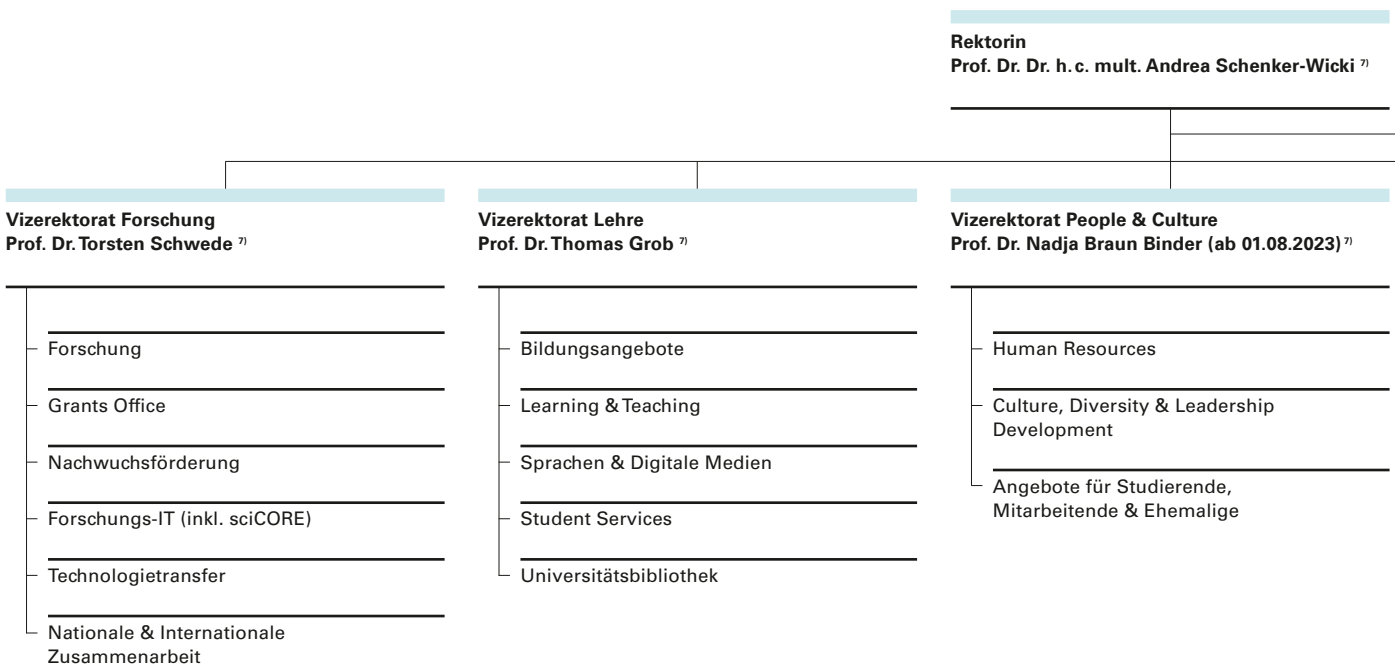 Rektorin
Prof. Dr. Dr. h. c. mult. Andrea Schenker-Wicki 7)
Vizerektorat Forschung
Prof. Dr. Torsten Schwede 7)
Forschung
Grants Office
Nachwuchsförderung
Forschungs-IT (inkl. sciCORE)
Technologietransfer
Nationale & Internationale
Zusammenarbeit
Vizerektorat Lehre
Prof. Dr. Thomas Grob 7)
Bildungsangebote
Learning & Teaching
Sprachen & Digitale Medien
Student Services
Universitätsbibliothek
Vizerektorat People & Culture
Prof. Dr. Nadja Braun Binder (ab 01.08.2023) 7)
Human Resources
Culture, Diversity & Leadership
Development
Angebote für Studierende,
Mitarbeitende & Ehemalige